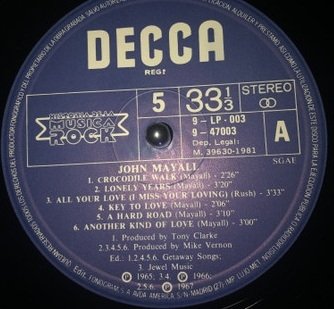 DECCA
REG!
HISTORIA DE LA
MUSICA
ROCK
5
33 1/3
STEREO
9 - LP - 003
9 - 47003
Dep. Legal:
M. 39630-1981
A
SGAE
JOHN MAYALL
1. CROCODILE WALK (Mayall) - 2'26"
2. LONELY YEARS (Mayall) - 3'20"
3. ALL YOUR LOVE (I MISS YOUR LOVING) (Rush) - 3'33"
4. KEY TO LOVE (Mayall) - 2'06"
5. A HARD ROAD (Mayall) - 3'10"
6. ANOTHER KIND OF LOVE (Mayall) - 3'00"
1. Produced by Tony Clarke
2.3.4.5.6. Produced by Mike Vernon
Ed.: 1.2.4.5.6. Getaway Songs;
3. Jewel Music
1. 1965; 3.4. 1966;
2.5.6. 1967